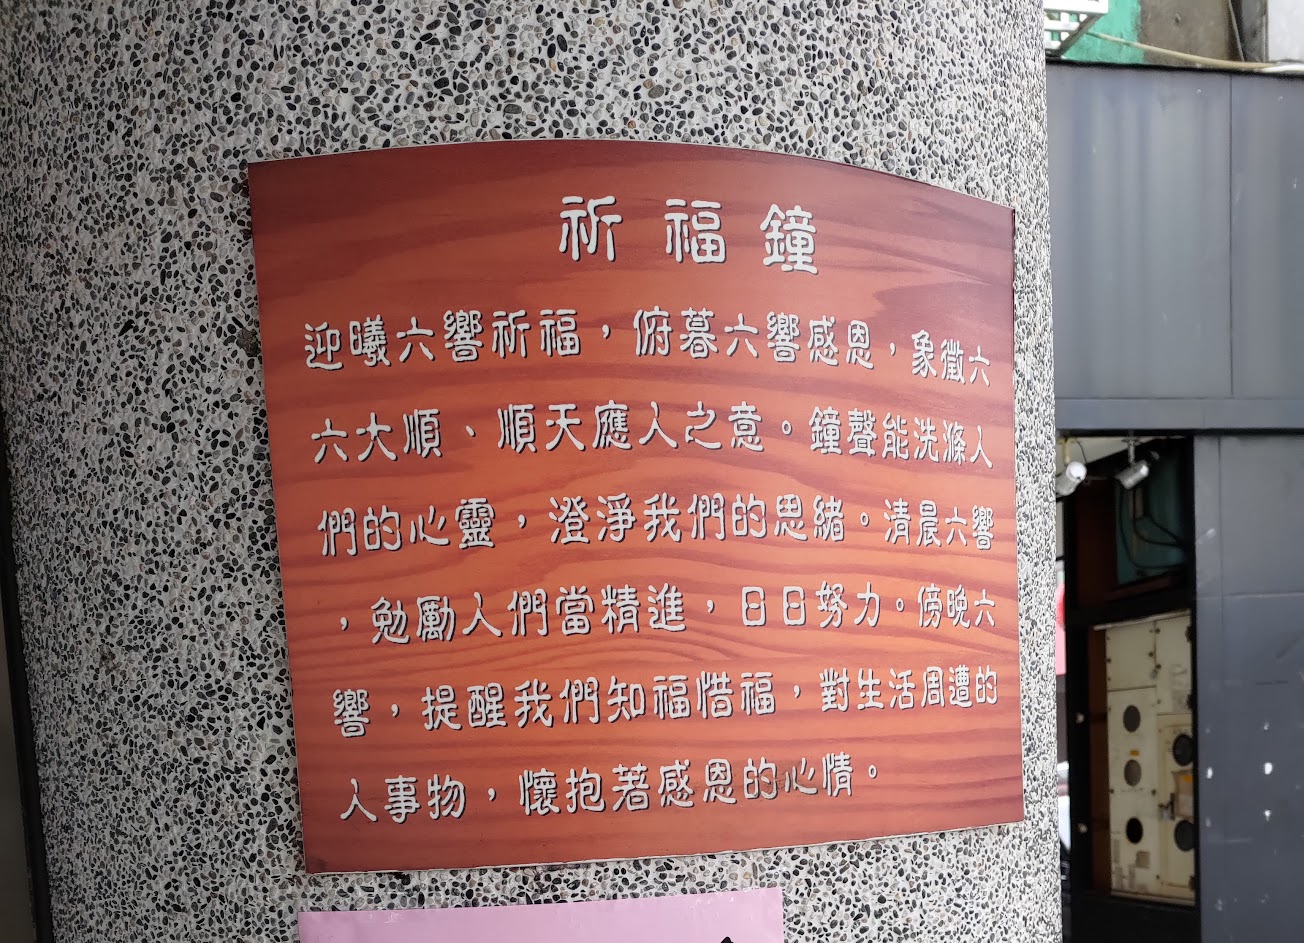 祈福鐘
迎曦六響祈福，俯暮六響感恩，象徵六
六大順、順天應人之意。鐘聲能洗滌人
們的心靈，澄淨我們的思緒。清晨六響
，勉勵人們當精進，日日努力。傍晚六
響，提醒我們知福惜福，對生活周遭的
人事物，懷抱著感恩的心情。